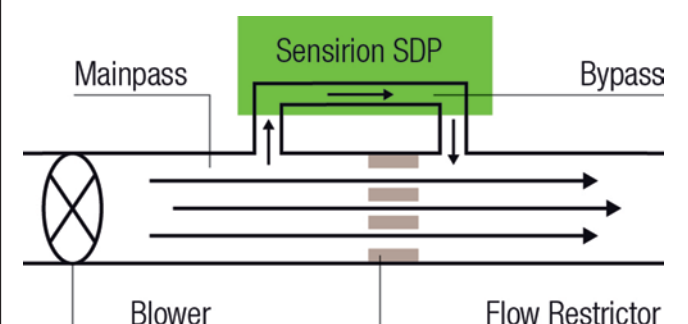 Sensirion SDP
Mainpass
Bypass
Blower
Flow Restrictor